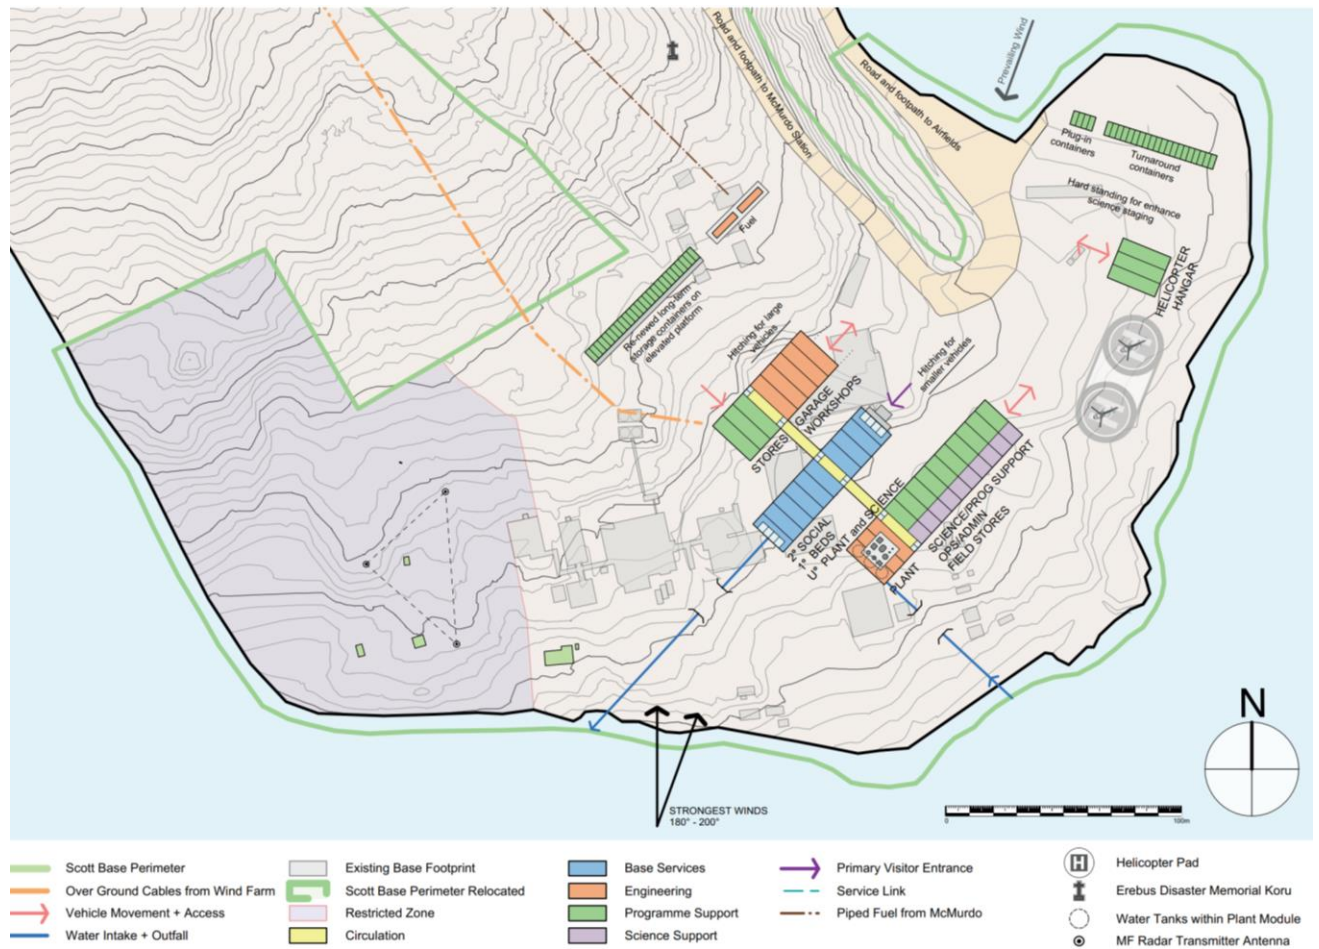 Prevailing Wind
Road and footpath to McMurdo Station
Road and footpath to Airfields
Plug-in
containers
Turnaround
containers
Hard standing for enhance
science staging
HELICOPTER
HANGAR
H
H
Fuel
Re-newed long-term
storage containers on
elevated platform
Hitching for large
vehicles
Hitching for
smaller vehicles
STORES
GARAGE
WORKSHOPS
2° SOCIAL
1° BEDS
U° PLANT and SCIENCE
PLANT
SCIENCE/PROG SUPPORT
OPS/ADMIN
FIELD STORES
STRONGEST WINDS
180° - 200°
N
0
100m
Scott Base Perimeter
Over Ground Cables from Wind Farm
Vehicle Movement + Access
Water Intake + Outfall
Existing Base Footprint
Scott Base Perimeter Relocated
Restricted Zone
Circulation
Base Services
Engineering
Programme Support
Science Support
Primary Visitor Entrance
Service Link
Piped Fuel from McMurdo
H
Helicopter Pad
Erebus Disaster Memorial Koru
Water Tanks within Plant Module
MF Radar Transmitter Antenna